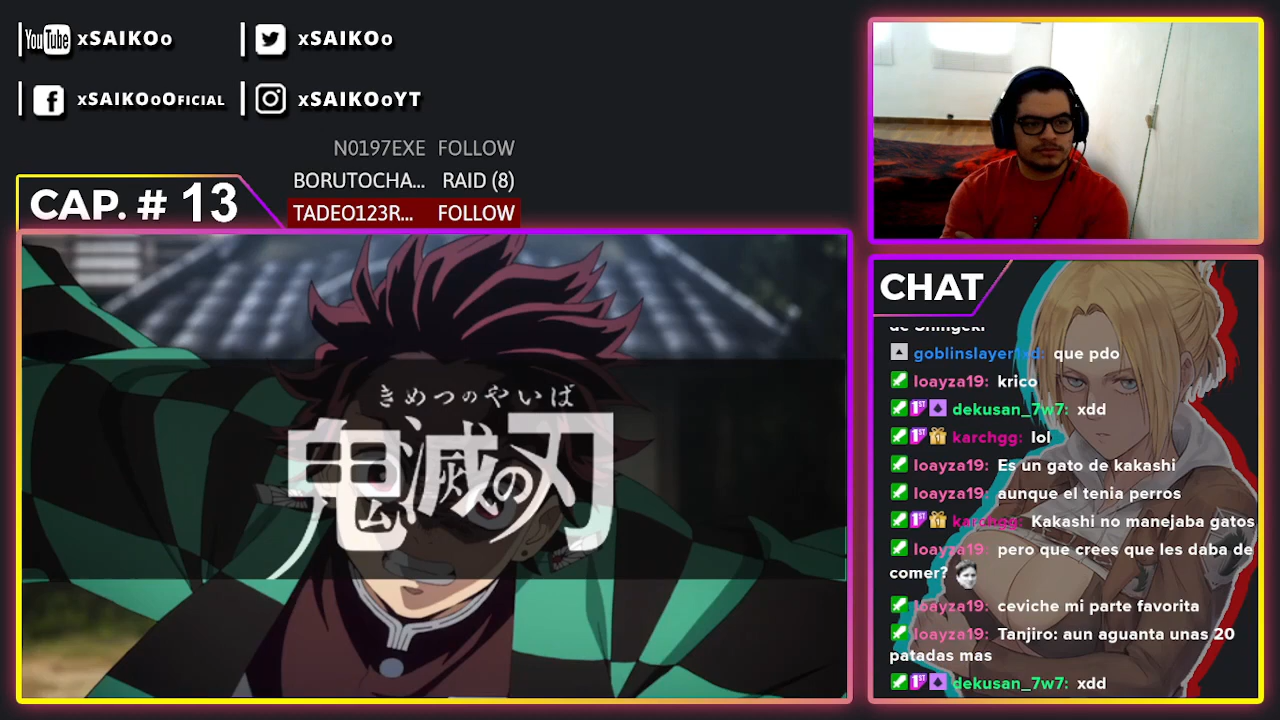 YouTube xSAIKOo
xSAIKOo
xSAIKOoOFICIAL
xSAIKOoYT
N0197EXE FOLLOW
BORUTOCHA... RAID (8)
TADEO123R... FOLLOW
CAP. # 13
きめつのやいば
鬼滅の刃
CHAT
de Shingeki
que pdo
loayza19: krico
dekusan_7w7: xdd
karchgg: lol
loayza19: Es un gato de kakashi
loayza19: aunque el tenia perros
karchgg: Kakashi no manejaba gatos
loayza19: pero que crees que les daba de
comer?
loayza19: ceviche mi parte favorita
loayza19: Tanjiro: aun aguanta unas 20
patadas mas
dekusan_7w7: xdd